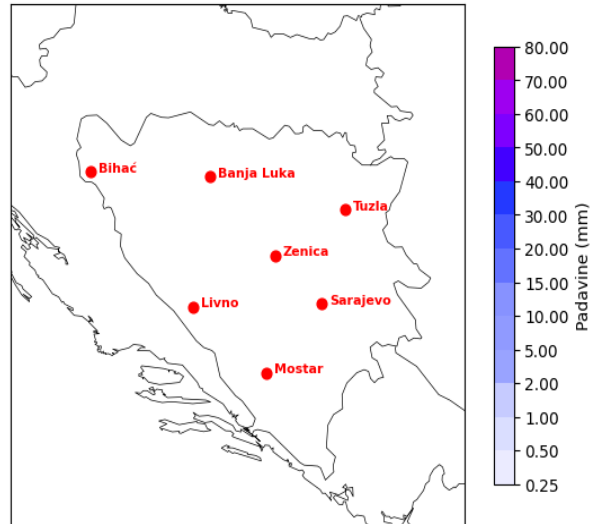 Bihać
Banja Luka
Tuzla
Zenica
Livno
Sarajevo
Mostar
80.00
70.00
60.00
50.00
40.00
30.00
20.00
15.00
10.00
5.00
2.00
1.00
0.50
0.25
Padavine (mm)